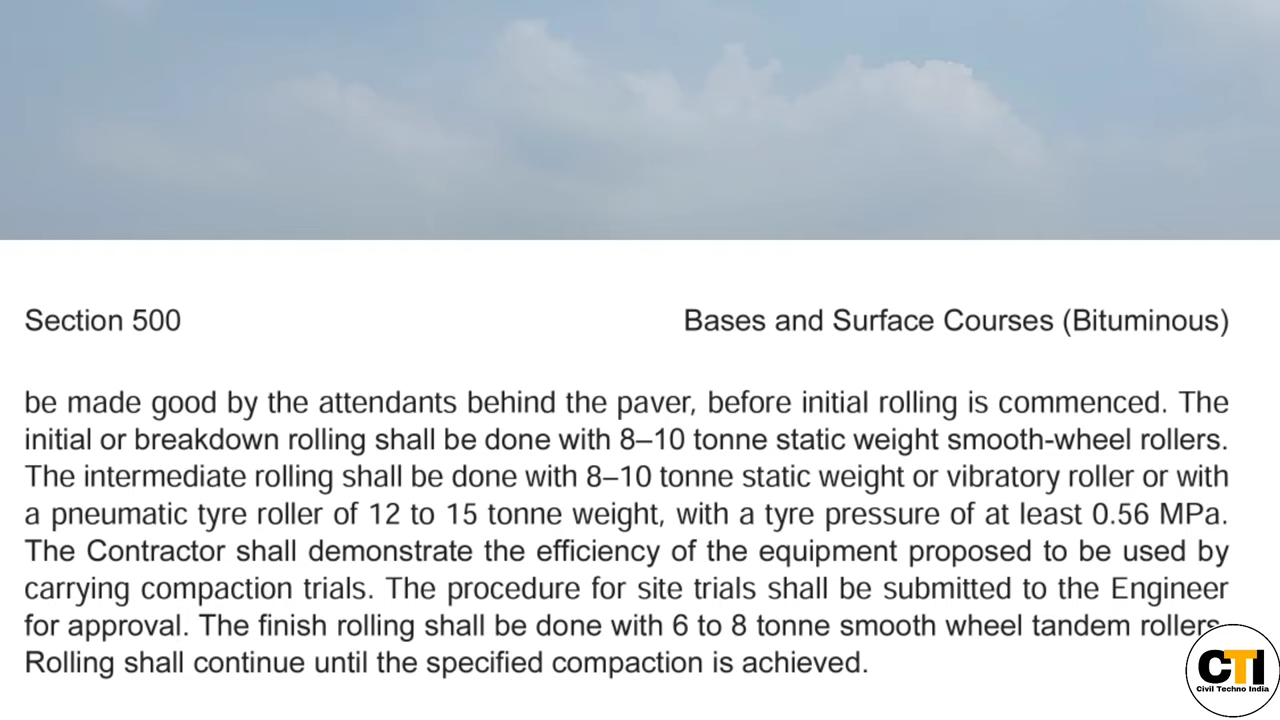 Section 500
Bases and Surface Courses (Bituminous)
be made good by the attendants behind the paver, before initial rolling is commenced. The
initial or breakdown rolling shall be done with 8–10 tonne static weight smooth-wheel rollers.
The intermediate rolling shall be done with 8–10 tonne static weight or vibratory roller or with
a pneumatic tyre roller of 12 to 15 tonne weight, with a tyre pressure of at least 0.56 MPa.
The Contractor shall demonstrate the efficiency of the equipment proposed to be used by
carrying compaction trials. The procedure for site trials shall be submitted to the Engineer
for approval. The finish rolling shall be done with 6 to 8 tonne smooth wheel tandem rollers.
Rolling shall continue until the specified compaction is achieved.
CTI
Civil Techno India